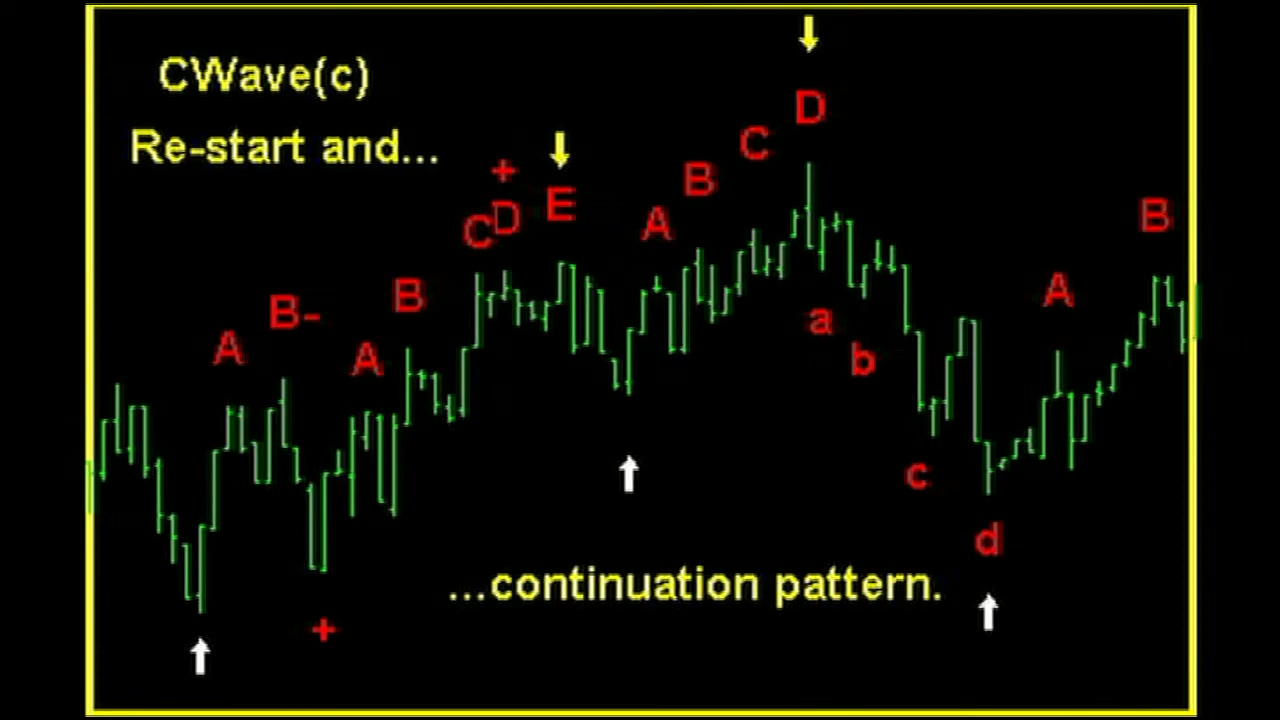 CWave(c)
Re-start and...
A
B-
+
A
B
C
D
+
E
A
B
C
D
a
b
c
d
A
B
...continuation pattern.